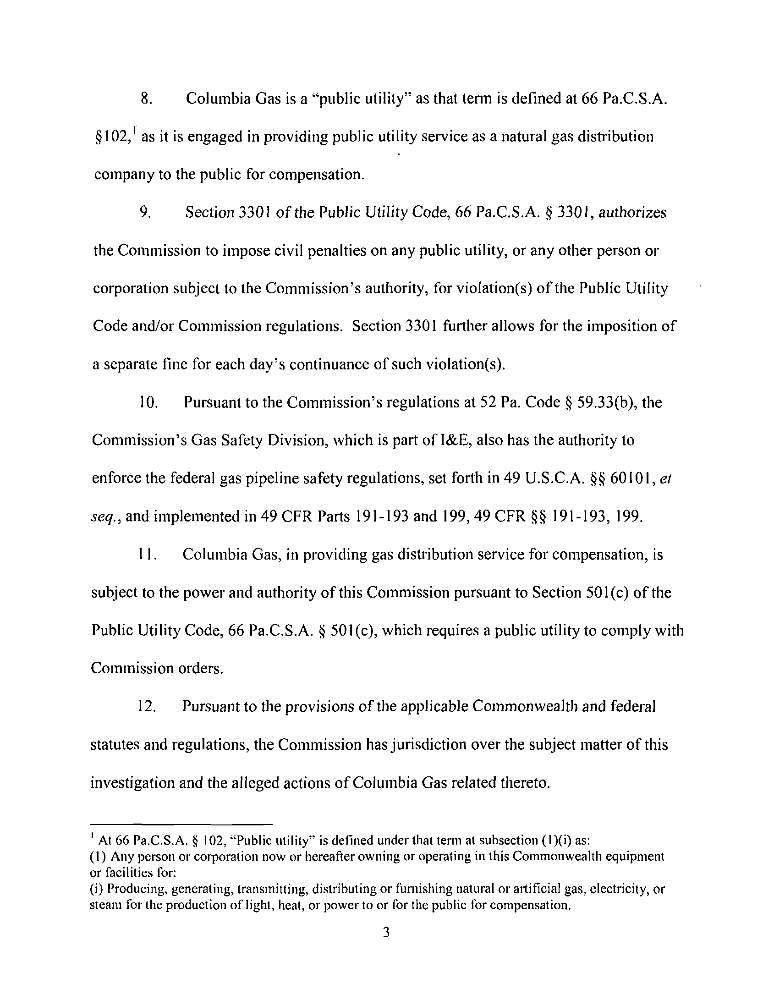 8. Columbia Gas is a “public utility” as that term is defined at 66 Pa.C.S.A.
§102,¹ as it is engaged in providing public utility service as a natural gas distribution
company to the public for compensation.
9. Section 3301 of the Public Utility Code, 66 Pa.C.S.A. § 3301, authorizes
the Commission to impose civil penalties on any public utility, or any other person or
corporation subject to the Commission’s authority, for violation(s) of the Public Utility
Code and/or Commission regulations. Section 3301 further allows for the imposition of
a separate fine for each day’s continuance of such violation(s).
10. Pursuant to the Commission’s regulations at 52 Pa. Code § 59.33(b), the
Commission’s Gas Safety Division, which is part of I&E, also has the authority to
enforce the federal gas pipeline safety regulations, set forth in 49 U.S.C.A. §§ 60101, et
seq., and implemented in 49 CFR Parts 191-193 and 199, 49 CFR §§ 191-193, 199.
11. Columbia Gas, in providing gas distribution service for compensation, is
subject to the power and authority of this Commission pursuant to Section 501(c) of the
Public Utility Code, 66 Pa.C.S.A. § 501(c), which requires a public utility to comply with
Commission orders.
12. Pursuant to the provisions of the applicable Commonwealth and federal
statutes and regulations, the Commission has jurisdiction over the subject matter of this
investigation and the alleged actions of Columbia Gas related thereto.
¹ At 66 Pa.C.S.A. § 102, “Public utility” is defined under that term at subsection (1)(i) as:
(1) Any person or corporation now or hereafter owning or operating in this Commonwealth equipment
or facilities for:
(i) Producing, generating, transmitting, distributing or furnishing natural or artificial gas, electricity, or
steam for the production of light, heat, or power to or for the public for compensation.
3